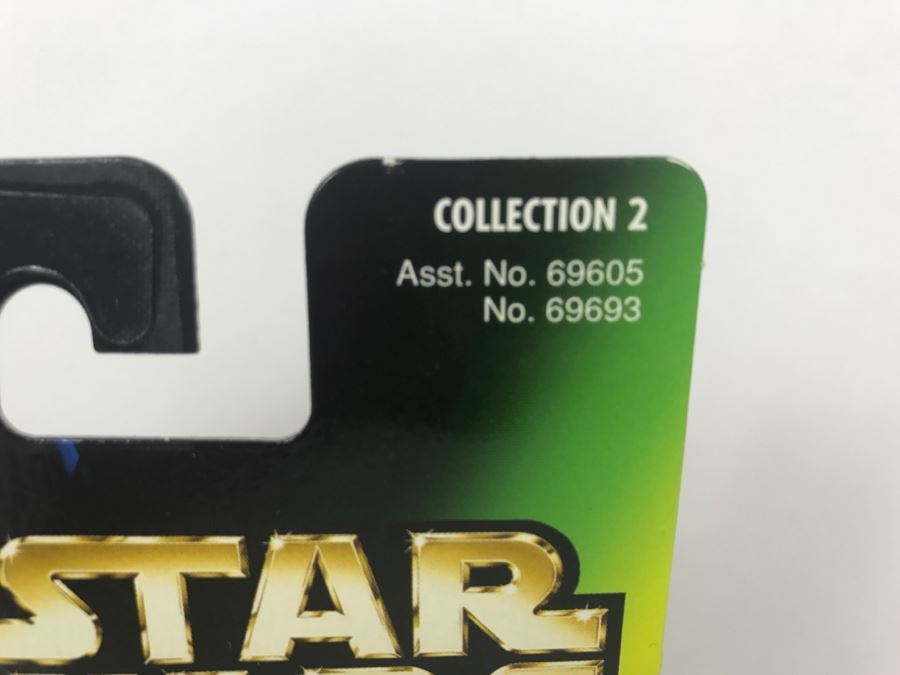 COLLECTION 2
Asst. No. 69605
No. 69693
STAR